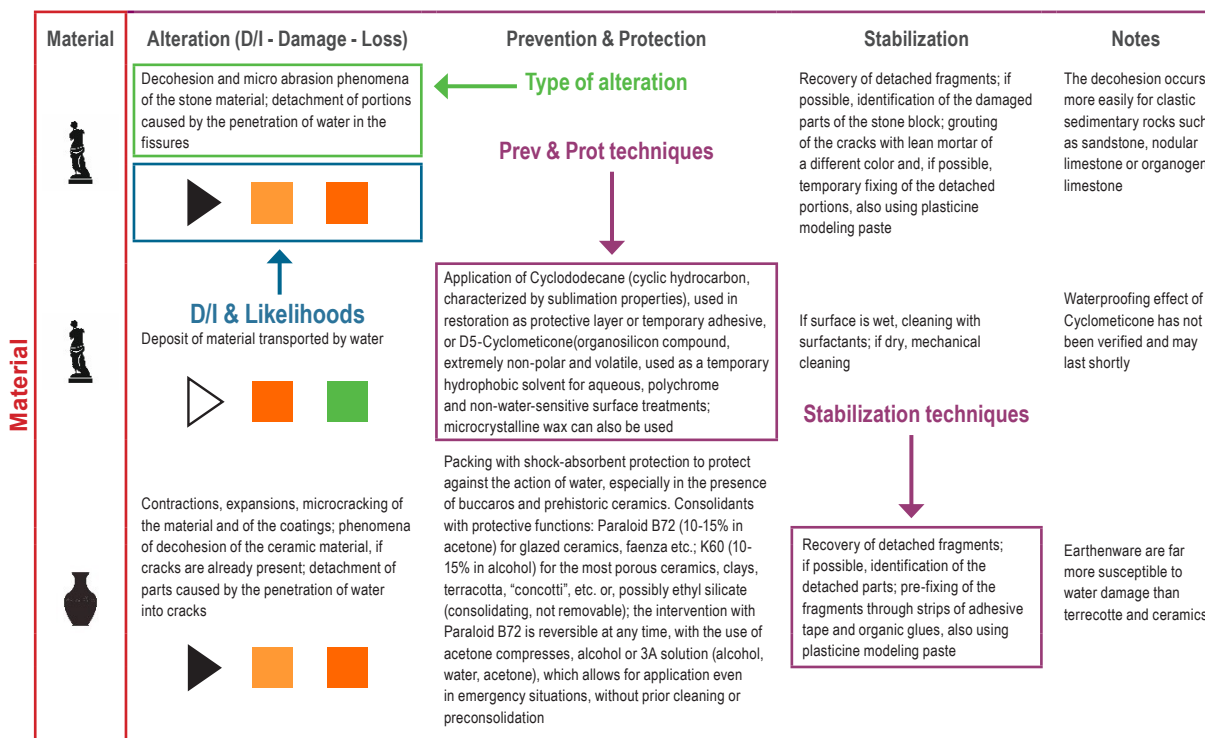 Material
Alteration (D/I - Damage - Loss)
Prevention & Protection
Stabilization
Notes
Decohesion and micro abrasion phenomena
of the stone material; detachment of portions
caused by the penetration of water in the
fissures
Type of alteration
Prev & Prot techniques
Recovery of detached fragments; if
possible, identification of the damaged
parts of the stone block; grouting
of the cracks with lean mortar of
a different color and, if possible,
temporary fixing of the detached
portions, also using plasticine
modeling paste
The decohesion occurs
more easily for clastic
sedimentary rocks such
as sandstone, nodular
limestone or organogen
limestone
D/I & Likelihoods
Deposit of material transported by water
Application of Cyclododecane (cyclic hydrocarbon,
characterized by sublimation properties), used in
restoration as protective layer or temporary adhesive,
or D5-Cyclometicone(organosilicon compound,
extremely non-polar and volatile, used as a temporary
hydrophobic solvent for aqueous, polychrome
and non-water-sensitive surface treatments;
microcrystalline wax can also be used
If surface is wet, cleaning with
surfactants; if dry, mechanical
cleaning
Waterproofing effect of
Cyclometicone has not
been verified and may
last shortly
Material
Stabilization techniques
Contractions, expansions, microcracking of
the material and of the coatings; phenomena
of decohesion of the ceramic material, if
cracks are already present; detachment of
parts caused by the penetration of water
into cracks
Packing with shock-absorbent protection to protect
against the action of water, especially in the presence
of buccaros and prehistoric ceramics. Consolidants
with protective functions: Paraloid B72 (10-15% in
acetone) for glazed ceramics, faenza etc.; K60 (10-
15% in alcohol) for the most porous ceramics, clays,
terracotta, “concotti”, etc. or, possibly ethyl silicate
(consolidating, not removable); the intervention with
Paraloid B72 is reversible at any time, with the use of
acetone compresses, alcohol or 3A solution (alcohol,
water, acetone), which allows for application even
in emergency situations, without prior cleaning or
preconsolidation
Recovery of detached fragments;
if possible, identification of the
detached parts; pre-fixing of the
fragments through strips of adhesive
tape and organic glues, also using
plasticine modeling paste
Earthenware are far
more susceptible to
water damage than
terrecotte and ceramics